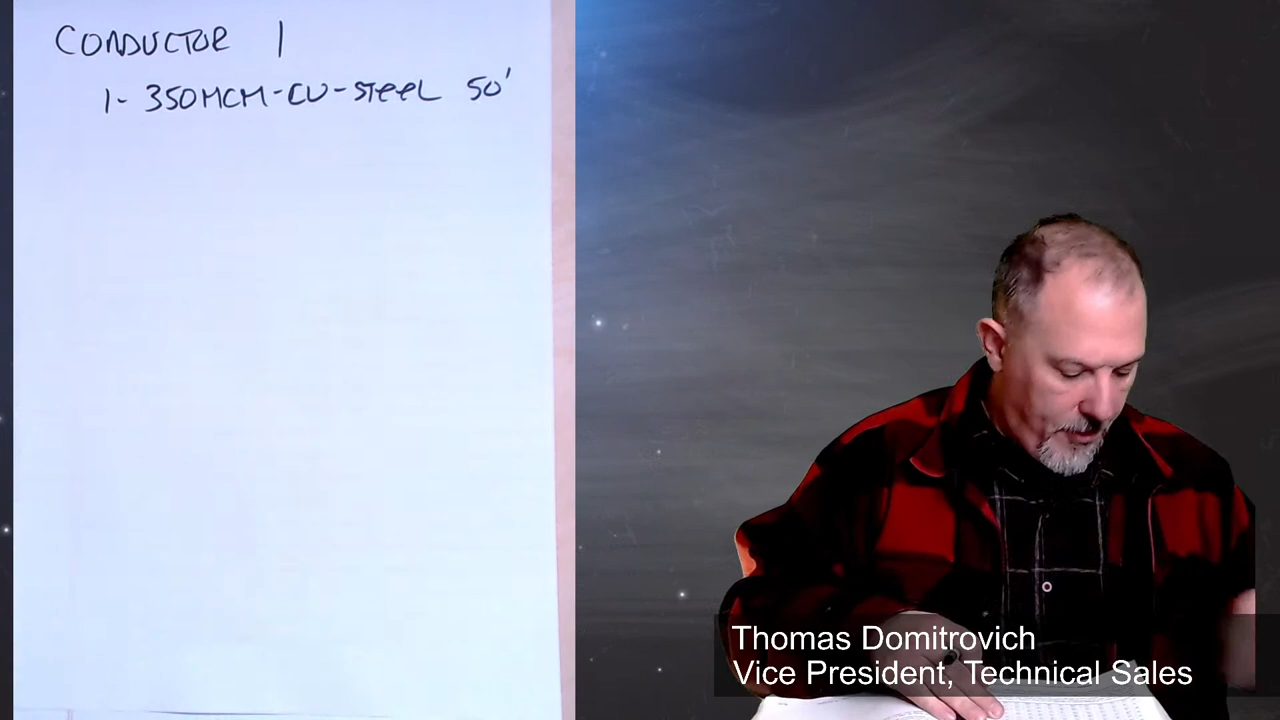 CONDUCTOR 1
1- 350MCM-CU-STEEL 50'
Thomas Domitrovich
Vice President, Technical Sales